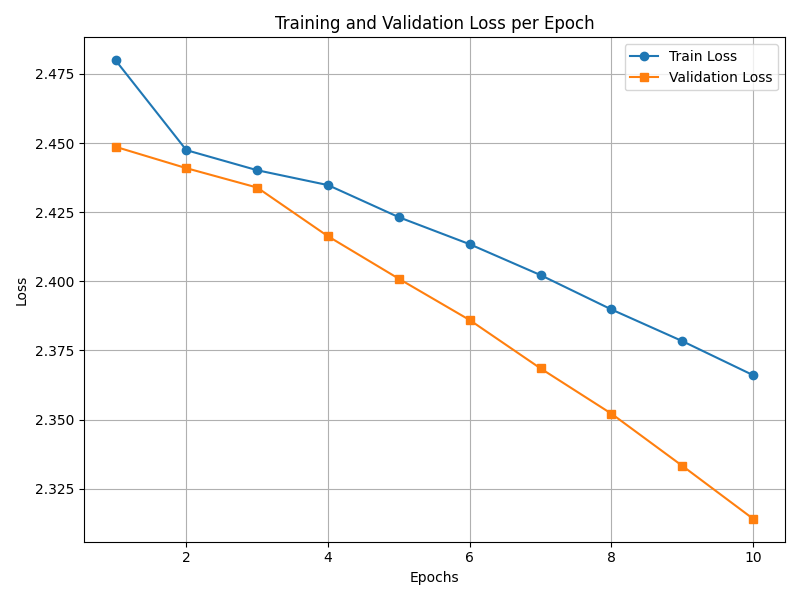 Training and Validation Loss per Epoch
Train Loss
Validation Loss
Loss
2.475
2.450
2.425
2.400
2.375
2.350
2.325
2 4 6 8 10
Epochs